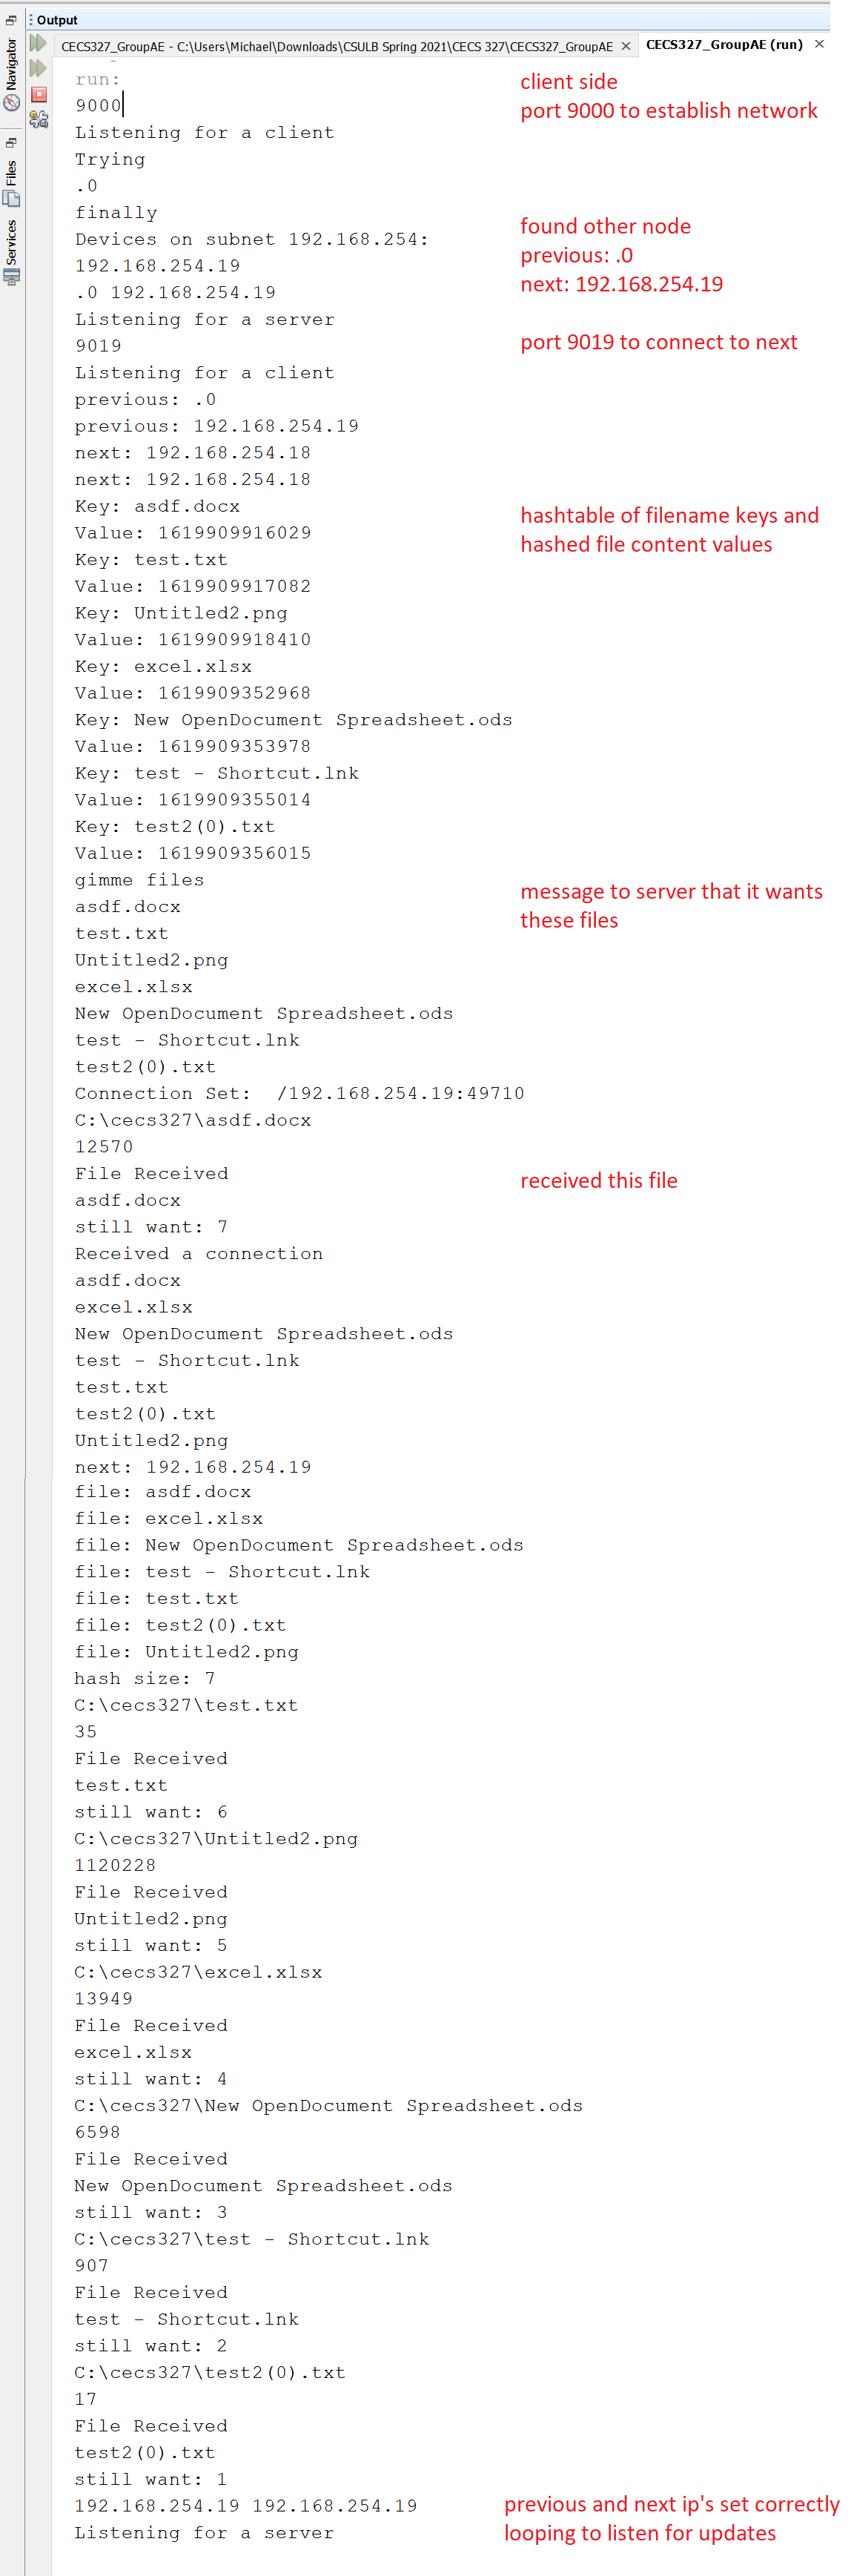 Output
Navigator
Files
Services
CECS327_GroupAE - C:\Users\Michael\Downloads\CSULB Spring 2021\CECS 327\CECS327_GroupAE ×
CECS327_GroupAE (run) ×
run:
client side
9000
port 9000 to establish network
Listening for a client
Trying
.0
finally
found other node
Devices on subnet 192.168.254:
previous: .0
192.168.254.19
next: 192.168.254.19
.0 192.168.254.19
Listening for a server
9019
port 9019 to connect to next
Listening for a client
previous: .0
previous: 192.168.254.19
next: 192.168.254.18
next: 192.168.254.18
Key: asdf.docx
hashtable of filename keys and
Value: 1619909916029
hashed file content values
Key: test.txt
Value: 1619909917082
Key: Untitled2.png
Value: 1619909918410
Key: excel.xlsx
Value: 1619909352968
Key: New OpenDocument Spreadsheet.ods
Value: 1619909353978
Key: test - Shortcut.lnk
Value: 1619909355014
Key: test2(0).txt
Value: 1619909356015
gimme files
message to server that it wants
asdf.docx
these files
test.txt
Untitled2.png
excel.xlsx
New OpenDocument Spreadsheet.ods
test - Shortcut.lnk
test2(0).txt
Connection Set:  /192.168.254.19:49710
C:\cecs327\asdf.docx
12570
File Received
received this file
asdf.docx
still want: 7
Received a connection
asdf.docx
excel.xlsx
New OpenDocument Spreadsheet.ods
test - Shortcut.lnk
test.txt
test2(0).txt
Untitled2.png
next: 192.168.254.19
file: asdf.docx
file: excel.xlsx
file: New OpenDocument Spreadsheet.ods
file: test - Shortcut.lnk
file: test.txt
file: test2(0).txt
file: Untitled2.png
hash size: 7
C:\cecs327\test.txt
35
File Received
test.txt
still want: 6
C:\cecs327\Untitled2.png
1120228
File Received
Untitled2.png
still want: 5
C:\cecs327\excel.xlsx
13949
File Received
excel.xlsx
still want: 4
C:\cecs327\New OpenDocument Spreadsheet.ods
6598
File Received
New OpenDocument Spreadsheet.ods
still want: 3
C:\cecs327\test - Shortcut.lnk
907
File Received
test - Shortcut.lnk
still want: 2
C:\cecs327\test2(0).txt
17
File Received
test2(0).txt
still want: 1
192.168.254.19 192.168.254.19
previous and next ip's set correctly
Listening for a server
looping to listen for updates